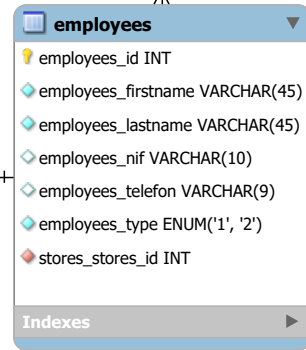 employees
employees_id INT
employees_firstname VARCHAR(45)
employees_lastname VARCHAR(45)
employees_nif VARCHAR(10)
employees_telefon VARCHAR(9)
employees_type ENUM('1', '2')
stores_stores_id INT
Indexes